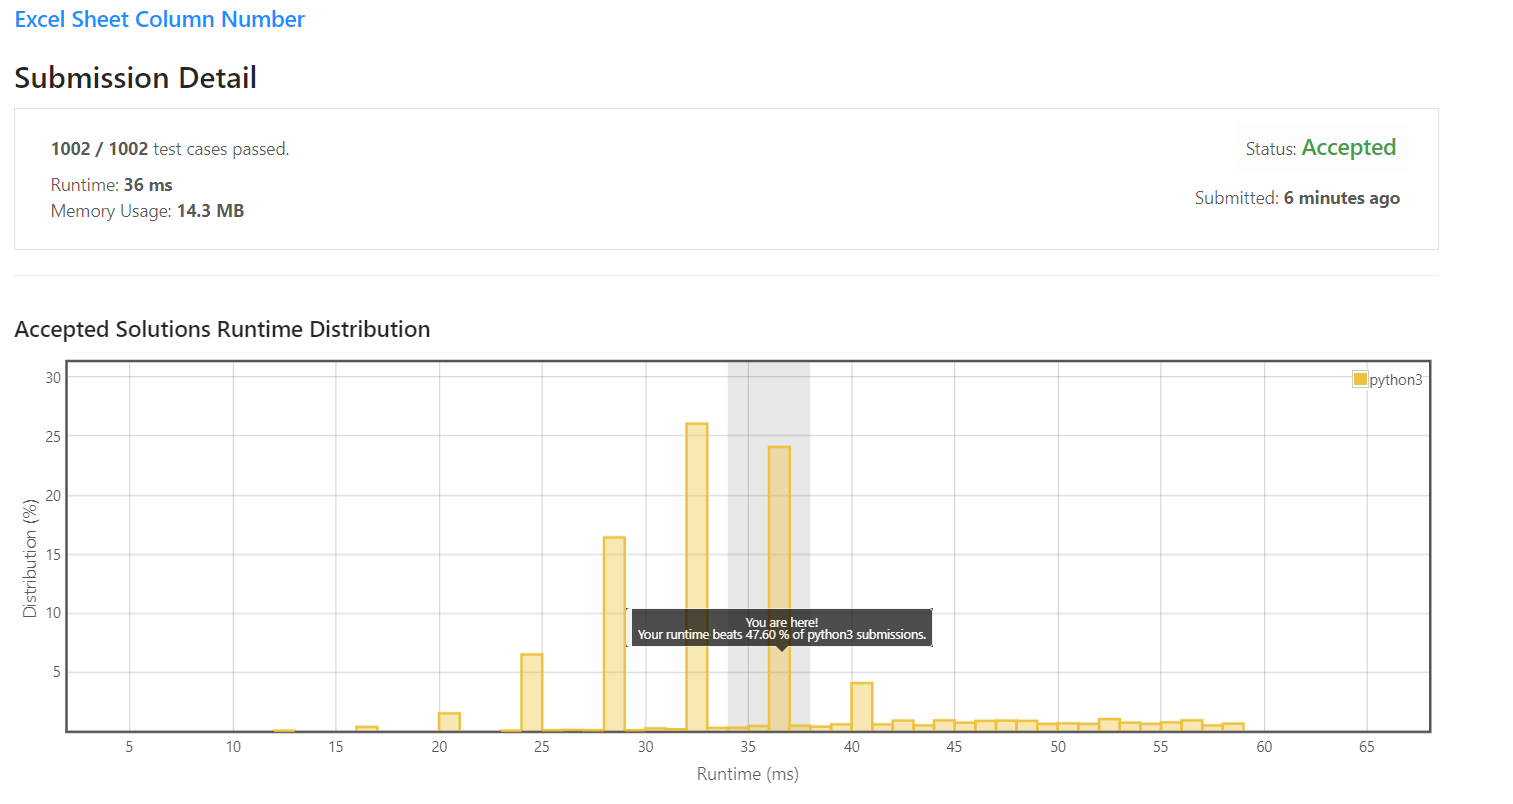 Excel Sheet Column Number
Submission Detail
1002 / 1002 test cases passed.
Status: Accepted
Runtime: 36 ms
Submitted: 6 minutes ago
Memory Usage: 14.3 MB
Accepted Solutions Runtime Distribution
python3
30
25
20
15
10
5
Distribution (%)
You are here!
Your runtime beats 47.60 % of python3 submissions.
5 10 15 20 25 30 35 40 45 50 55 60 65
Runtime (ms)